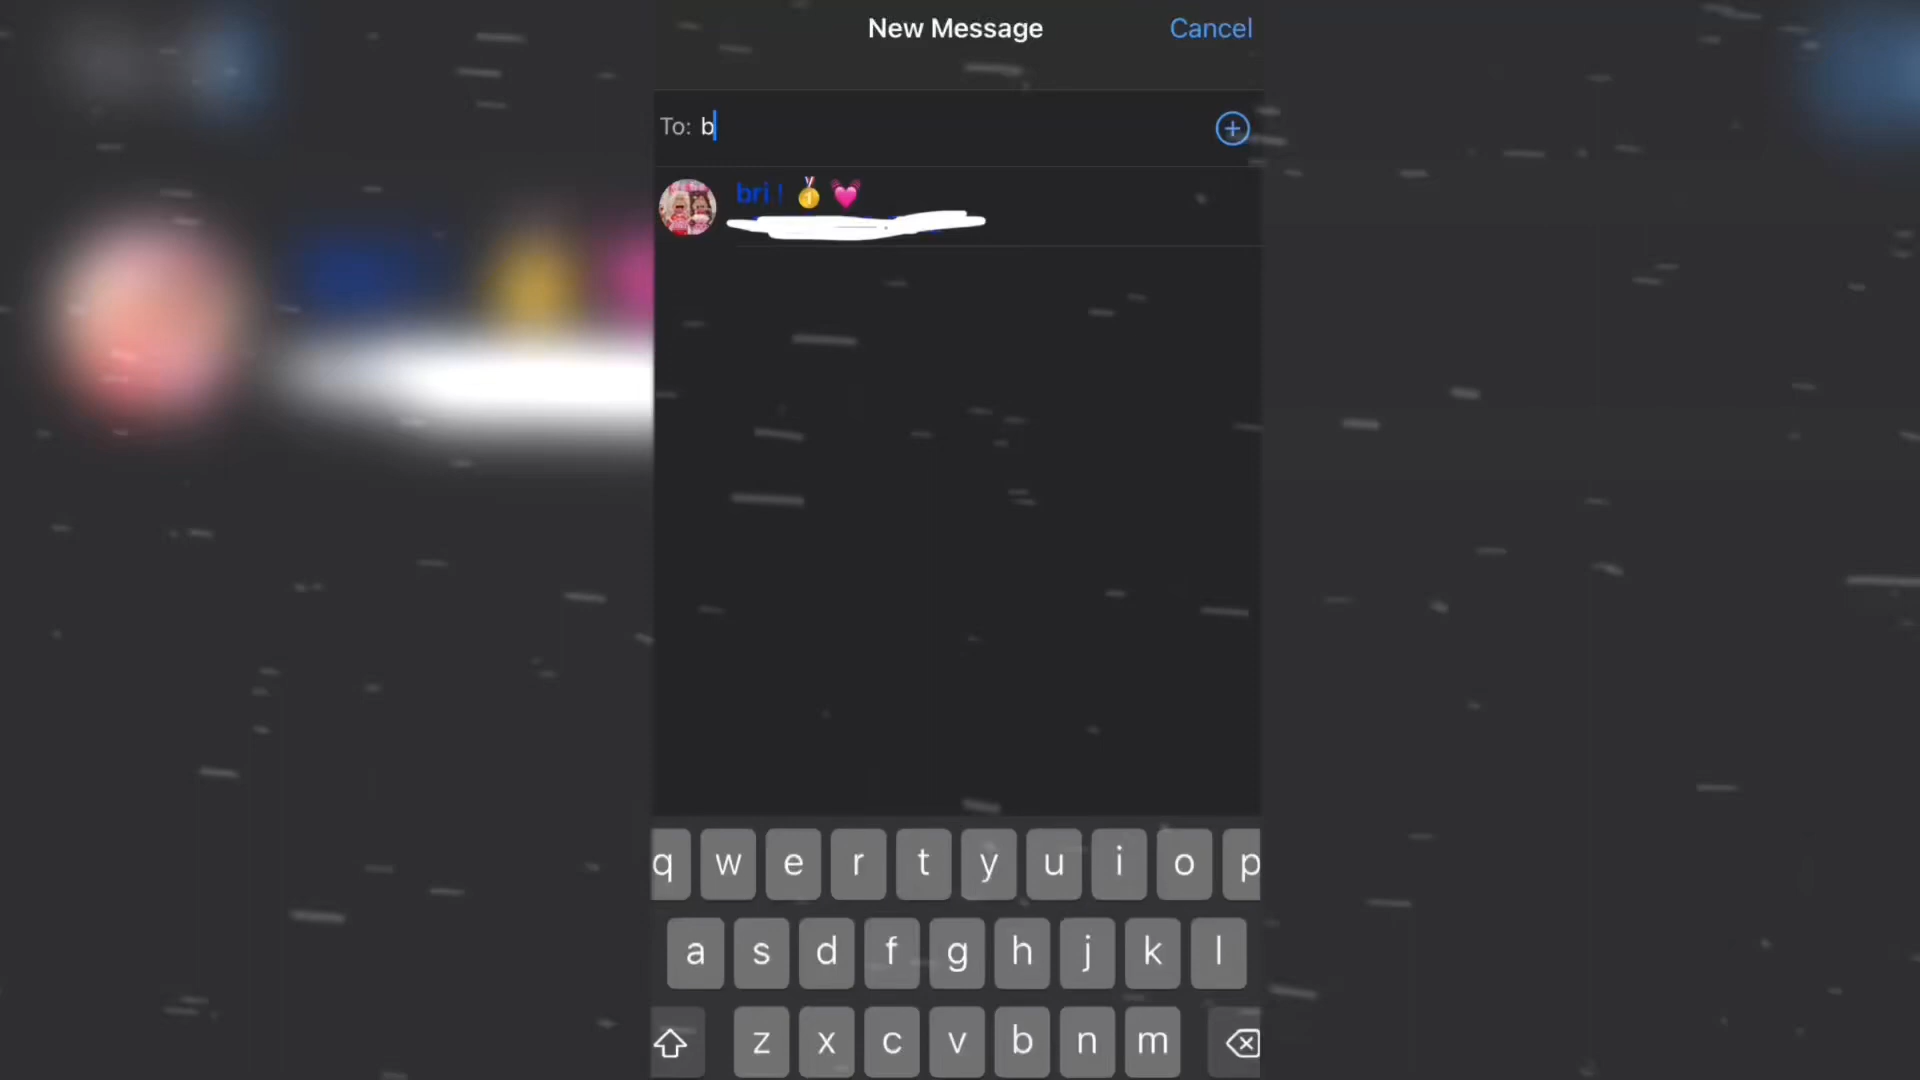 New Message Cancel
To: b
bri ! 🥇 💓
q w e r t y u i o p
a s d f g h j k l
z x c v b n m